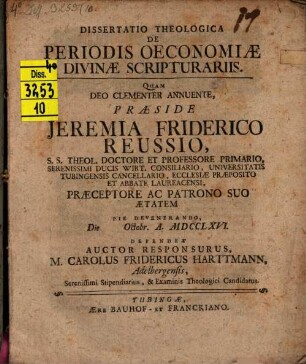 DISSERTATIO THEOLOGICA
DE
PERIODIS OECONOMIÆ
DIVINÆ SCRIPTURARIIS.
QUAM
DEO CLEMENTER ANNUENTE,
PRÆSIDE
JEREMIA FRIDERICO
REUSSIO,
S. S. THEOL. DOCTORE ET PROFESSORE PRIMARIO,
SERENISSIMI DUCIS WIRT. CONSILIARIO, UNIVERSITATIS
TUBINGENSIS CANCELLARIO, ECCLESIÆ PRÆPOSITO
ET ABBATE LAUREACENSI,
PRÆCEPTORE AC PATRONO SUO
ÆTATEM
PIE DEVENERANDO,
Die Octobr. A. MDCCLXVI.
DEFENDET
AUCTOR RESPONSURUS,
M. CAROLUS FRIDERICUS HARTTMANN,
Adelbergensis,
Serenissimi Stipendiarius, & Examinis Theologici Candidatus.
TUBINGÆ,
ÆRE BAUHOF- ET FRANCKIANO.
Diss.
3253
10